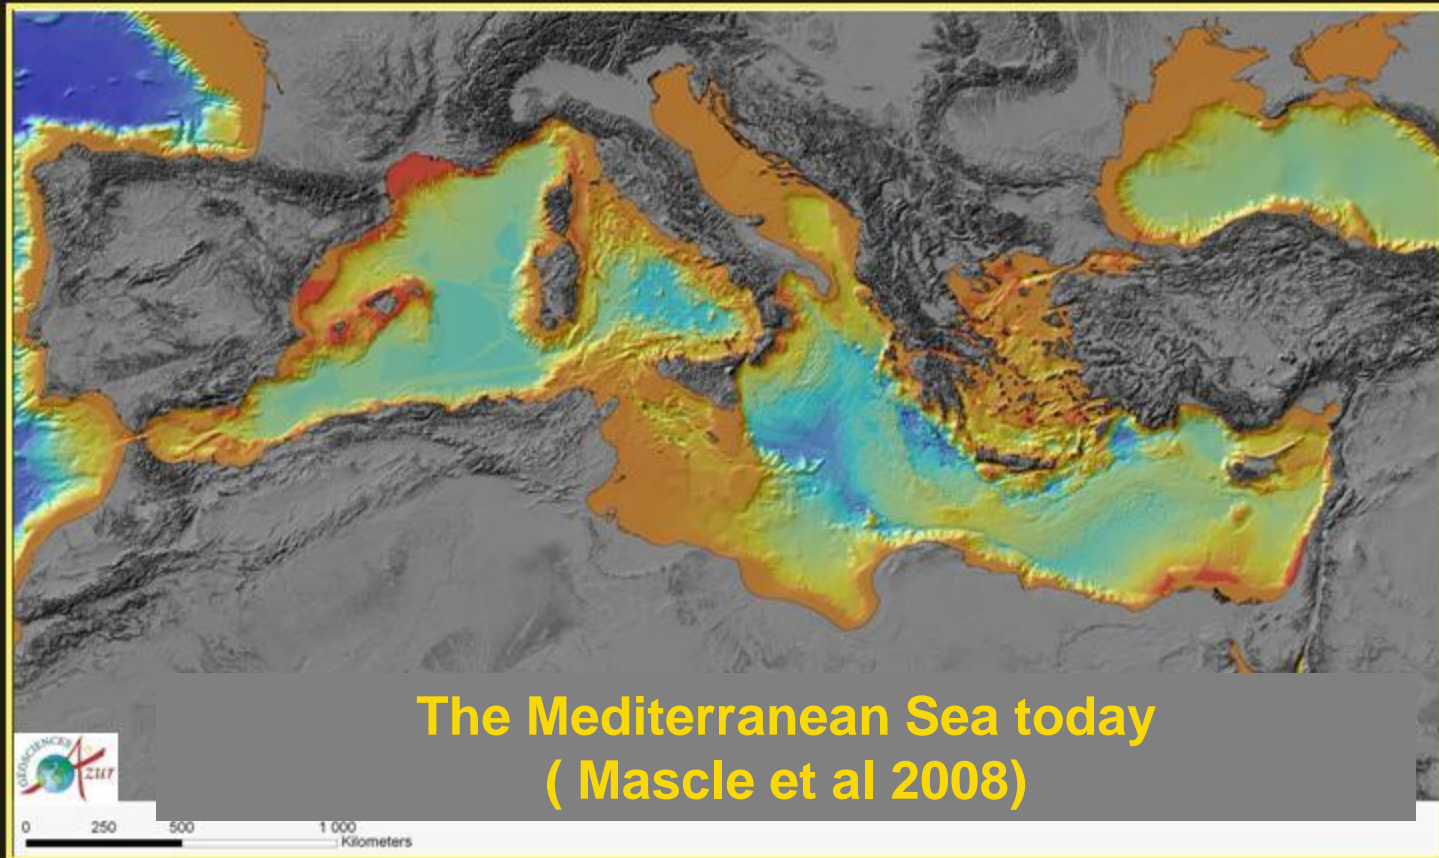 The Mediterranean Sea today
( Mascle et al 2008)
GEOSCIENCES
Azur
0 250 500 1 000
Kilometers